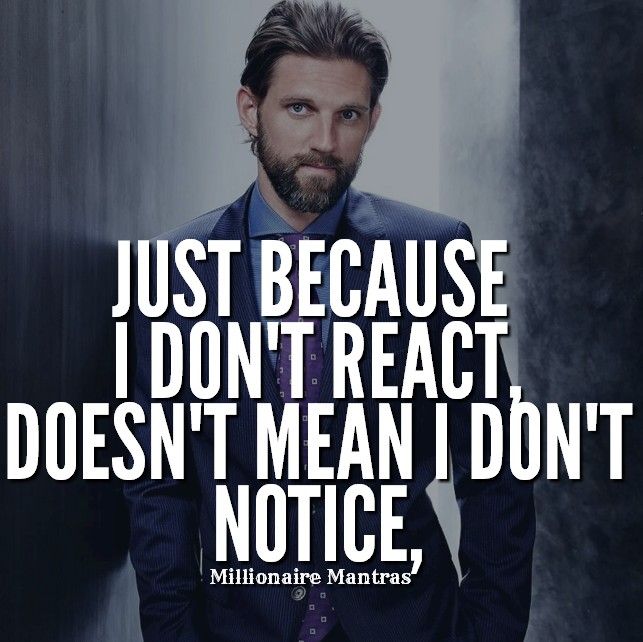 JUST BECAUSE
I DON'T REACT,
DOESN'T MEAN I DON'T
NOTICE,
Millionaire Mantras